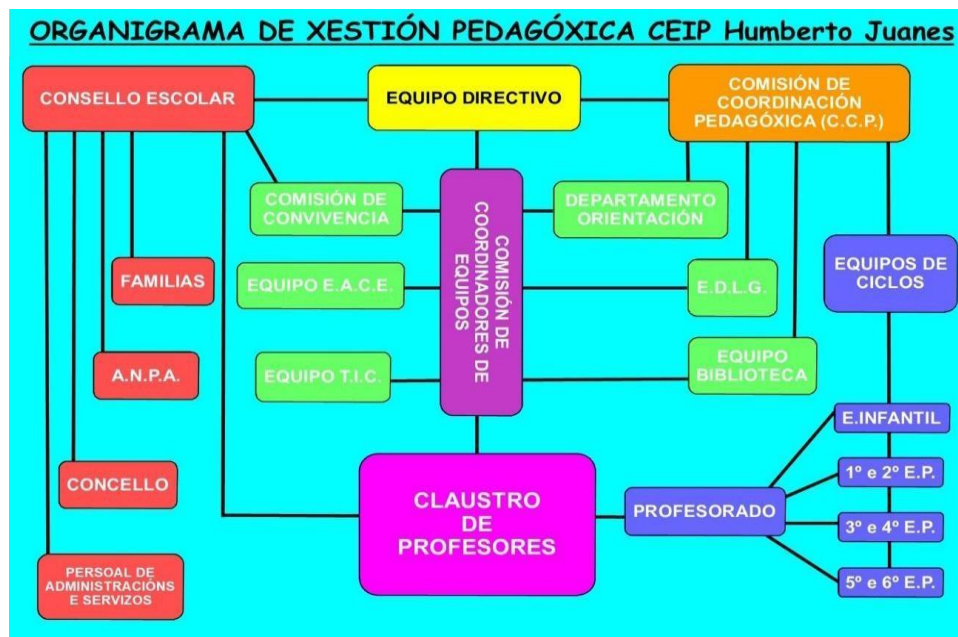 ORGANIGRAMA DE XESTIÓN PEDAGÓXICA CEIP Humberto Juanes
CONSELLO ESCOLAR
EQUIPO DIRECTIVO
COMISIÓN DE
COORDINACIÓN
PEDAGÓXICA (C.C.P.)
COMISIÓN DE
CONVIVENCIA
COMISIÓN DE
COORDINADORES DE
EQUIPOS
DEPARTAMENTO
ORIENTACIÓN
EQUIPOS DE
CICLOS
FAMILIAS
EQUIPO E.A.C.E.
E.D.L.G.
A.N.P.A.
EQUIPO T.I.C.
EQUIPO
BIBLIOTECA
E.INFANTIL
CONCELLO
CLAUSTRO
DE
PROFESORES
PROFESORADO
1º e 2º E.P.
3º e 4º E.P.
5º e 6º E.P.
PERSOAL DE
ADMINISTRACIÓNS
E SERVIZOS